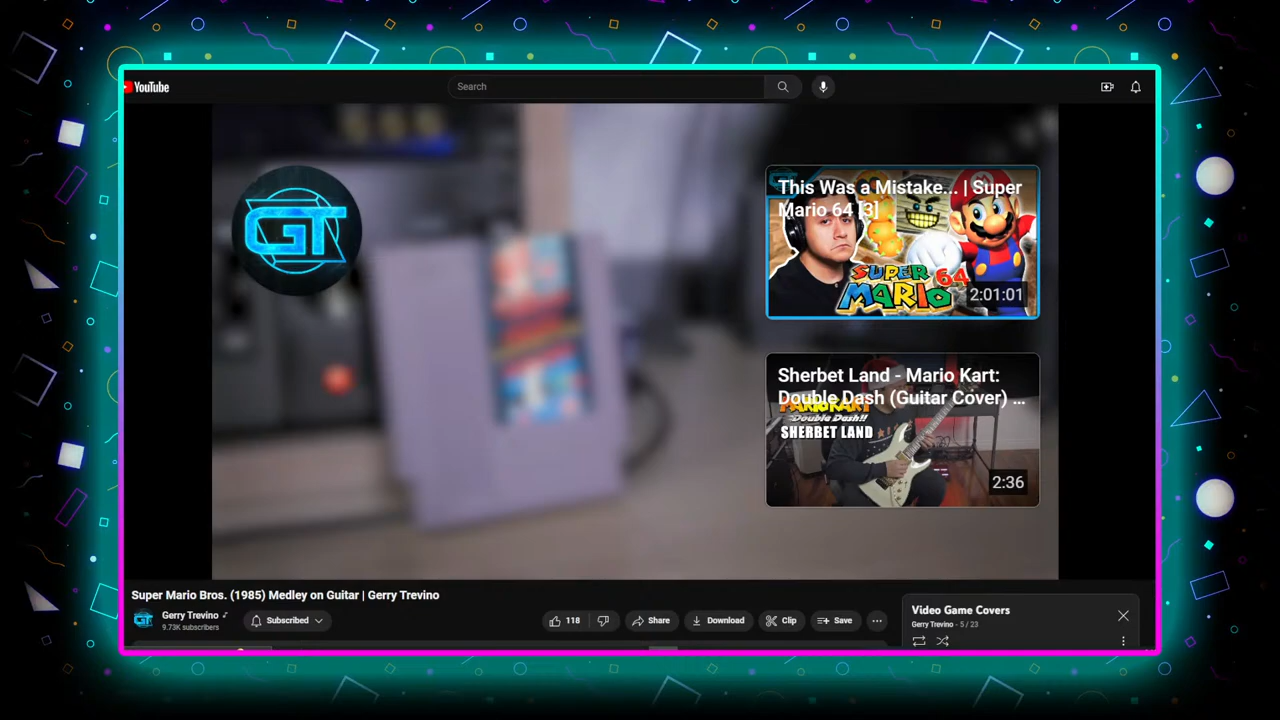 YouTube
Search
GT
This Was a Mistake... | Super
Mario 64 [3]
SUPER
MARIO 64
2:01:01
Sherbet Land - Mario Kart:
Double Dash (Guitar Cover) ...
MARIOKART
Double Dash!!
SHERBET LAND
2:36
Super Mario Bros. (1985) Medley on Guitar | Gerry Trevino
GT
Gerry Trevino
9.73K subscribers
Subscribed
118
Share
Download
Clip
Save
Video Game Covers
Gerry Trevino - 5 / 23